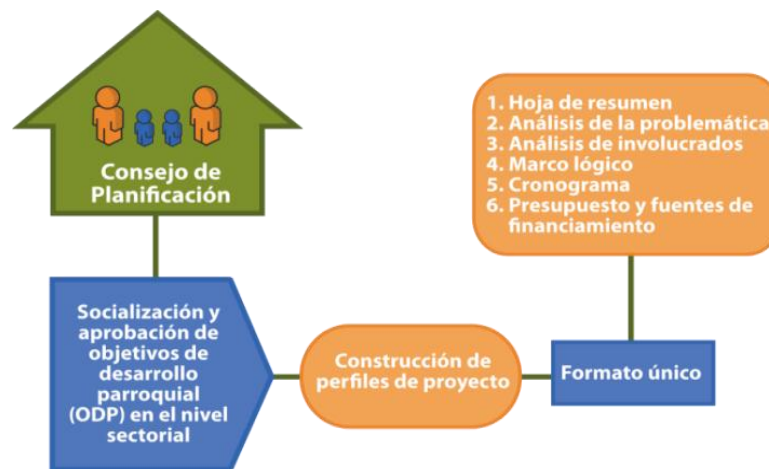 Consejo de
Planificación
1. Hoja de resumen
2. Análisis de la problemática
3. Análisis de involucrados
4. Marco lógico
5. Cronograma
6. Presupuesto y fuentes de
financiamiento
Socialización y
aprobación de
objetivos de
desarrollo
parroquial
(ODP) en el nivel
sectorial
Construcción de
perfiles de proyecto
Formato único